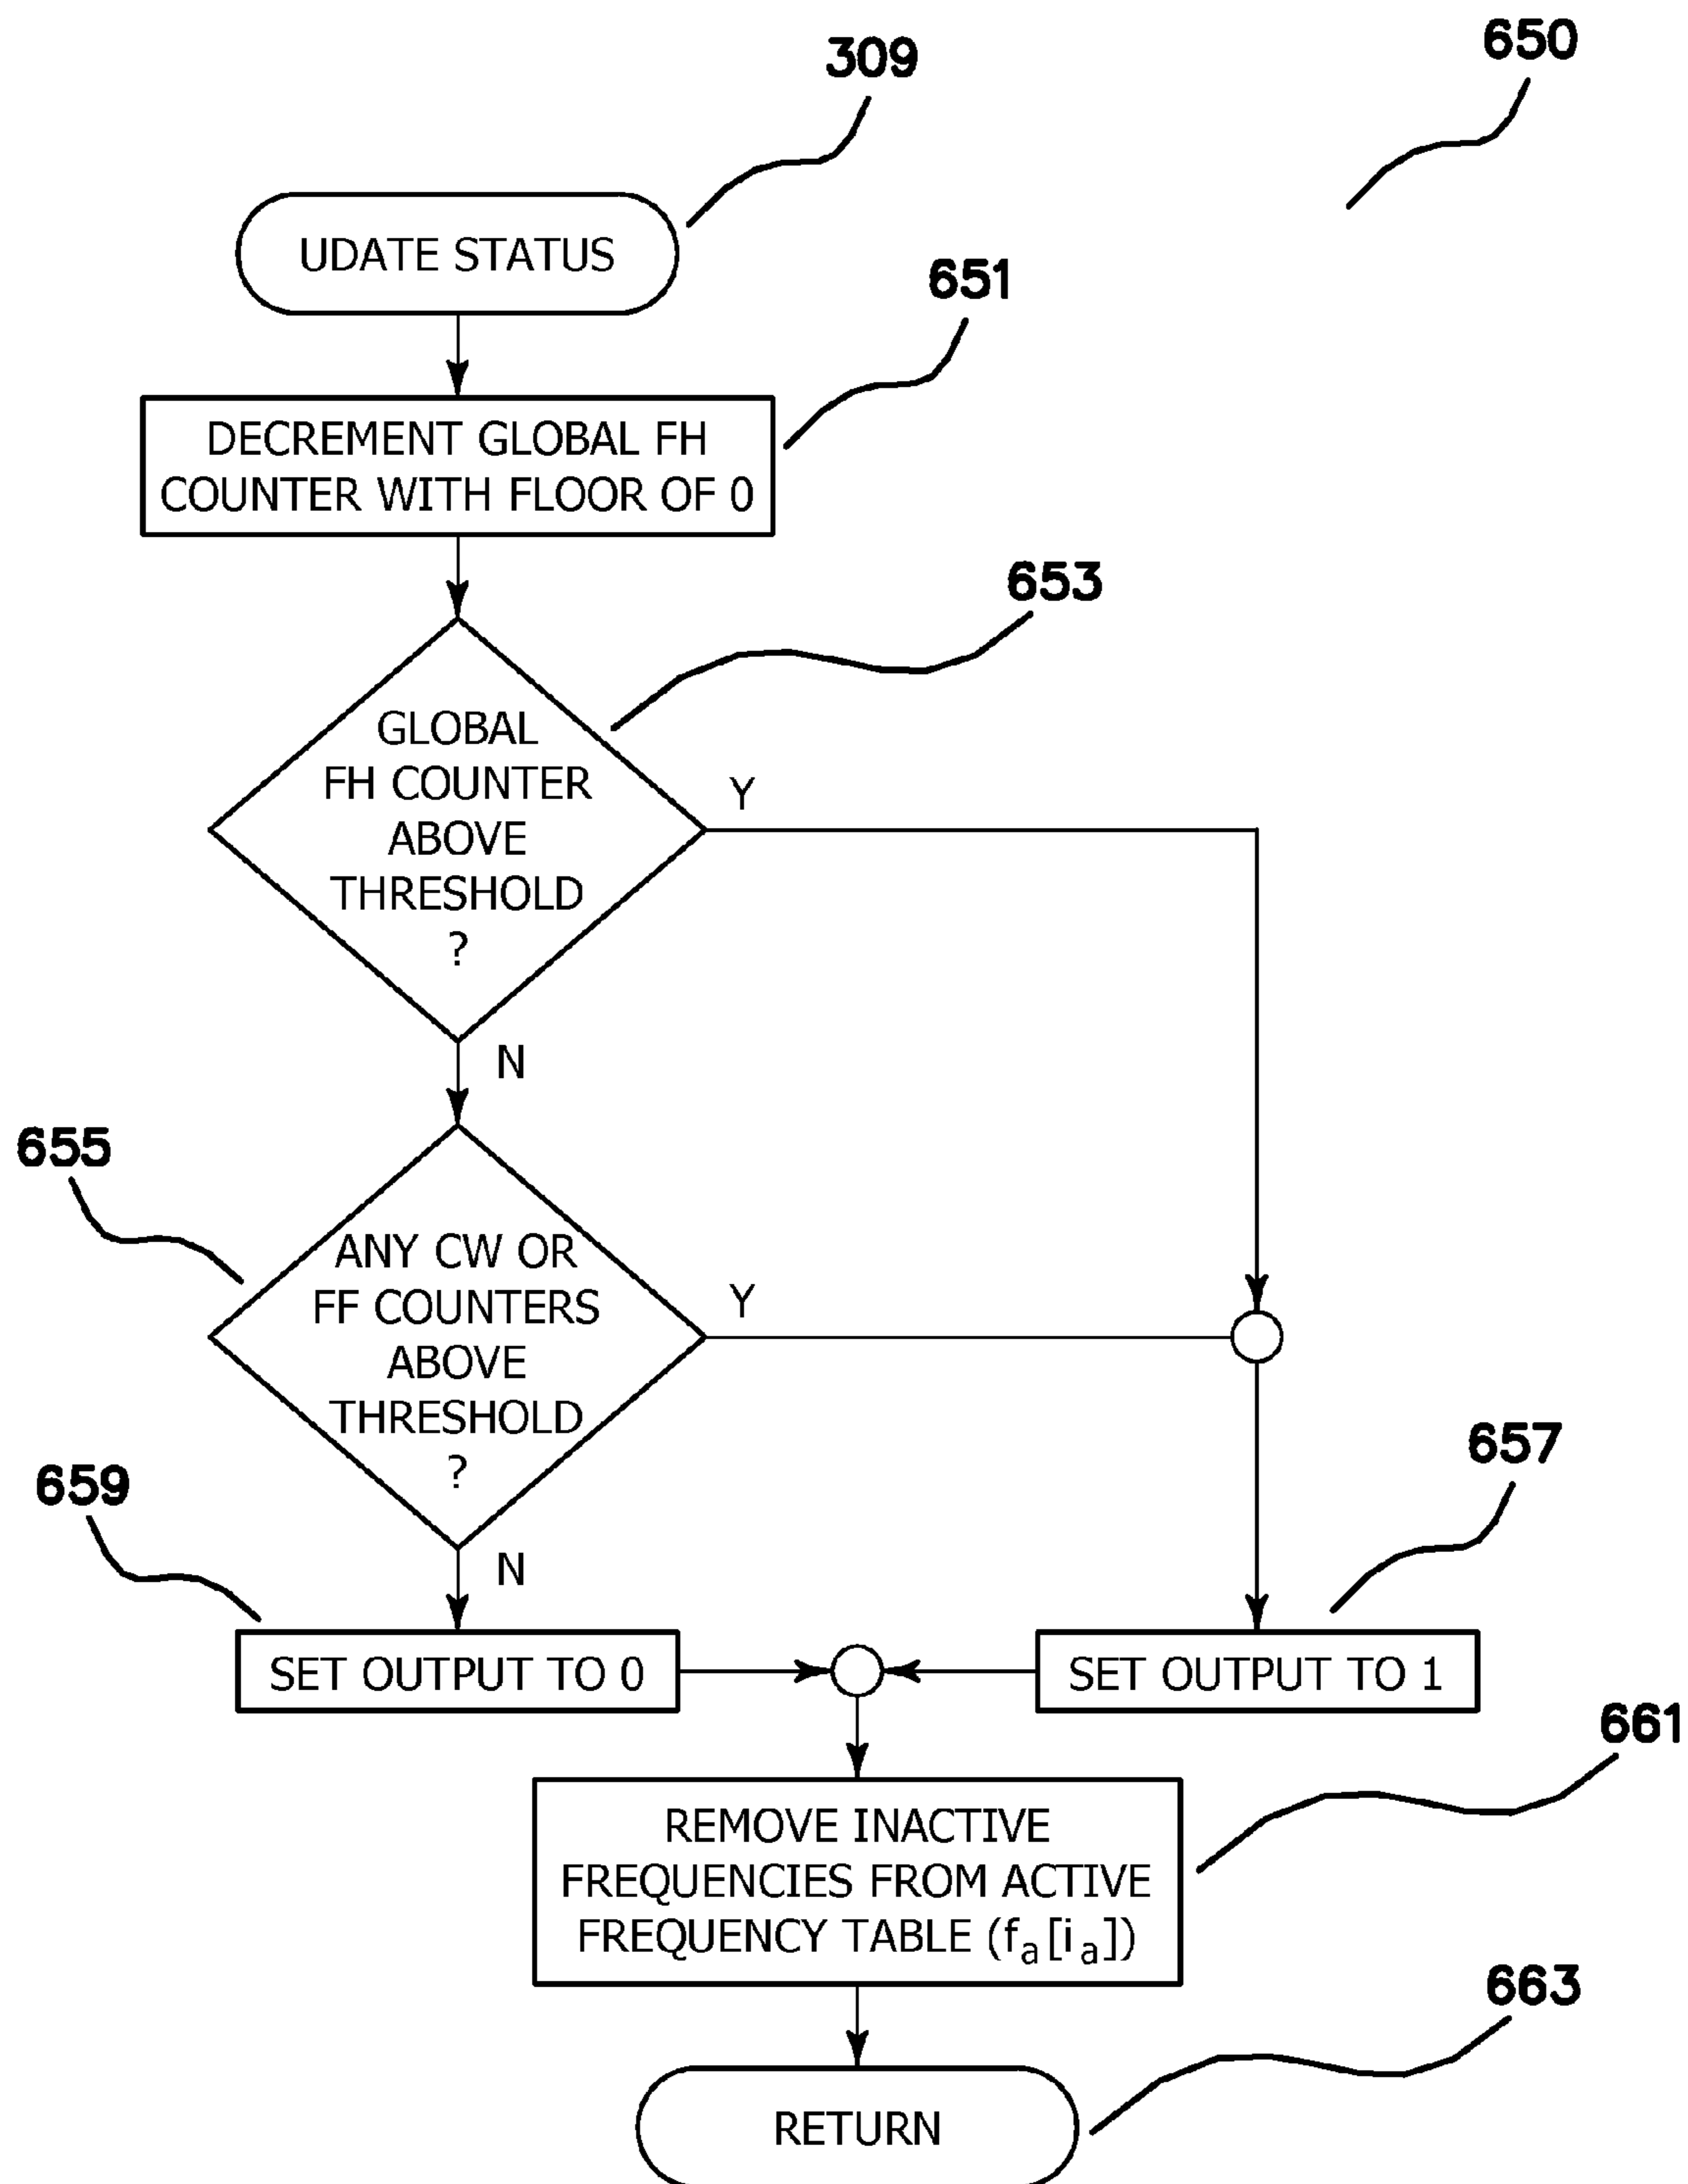 309
650
UDATE STATUS
651
DECREMENT GLOBAL FH
COUNTER WITH FLOOR OF 0
653
GLOBAL
FH COUNTER
ABOVE
THRESHOLD
?
Y
N
655
ANY CW OR
FF COUNTERS
ABOVE
THRESHOLD
?
Y
N
657
659
SET OUTPUT TO 0
SET OUTPUT TO 1
661
REMOVE INACTIVE
FREQUENCIES FROM ACTIVE
FREQUENCY TABLE (fa[ia])
663
RETURN